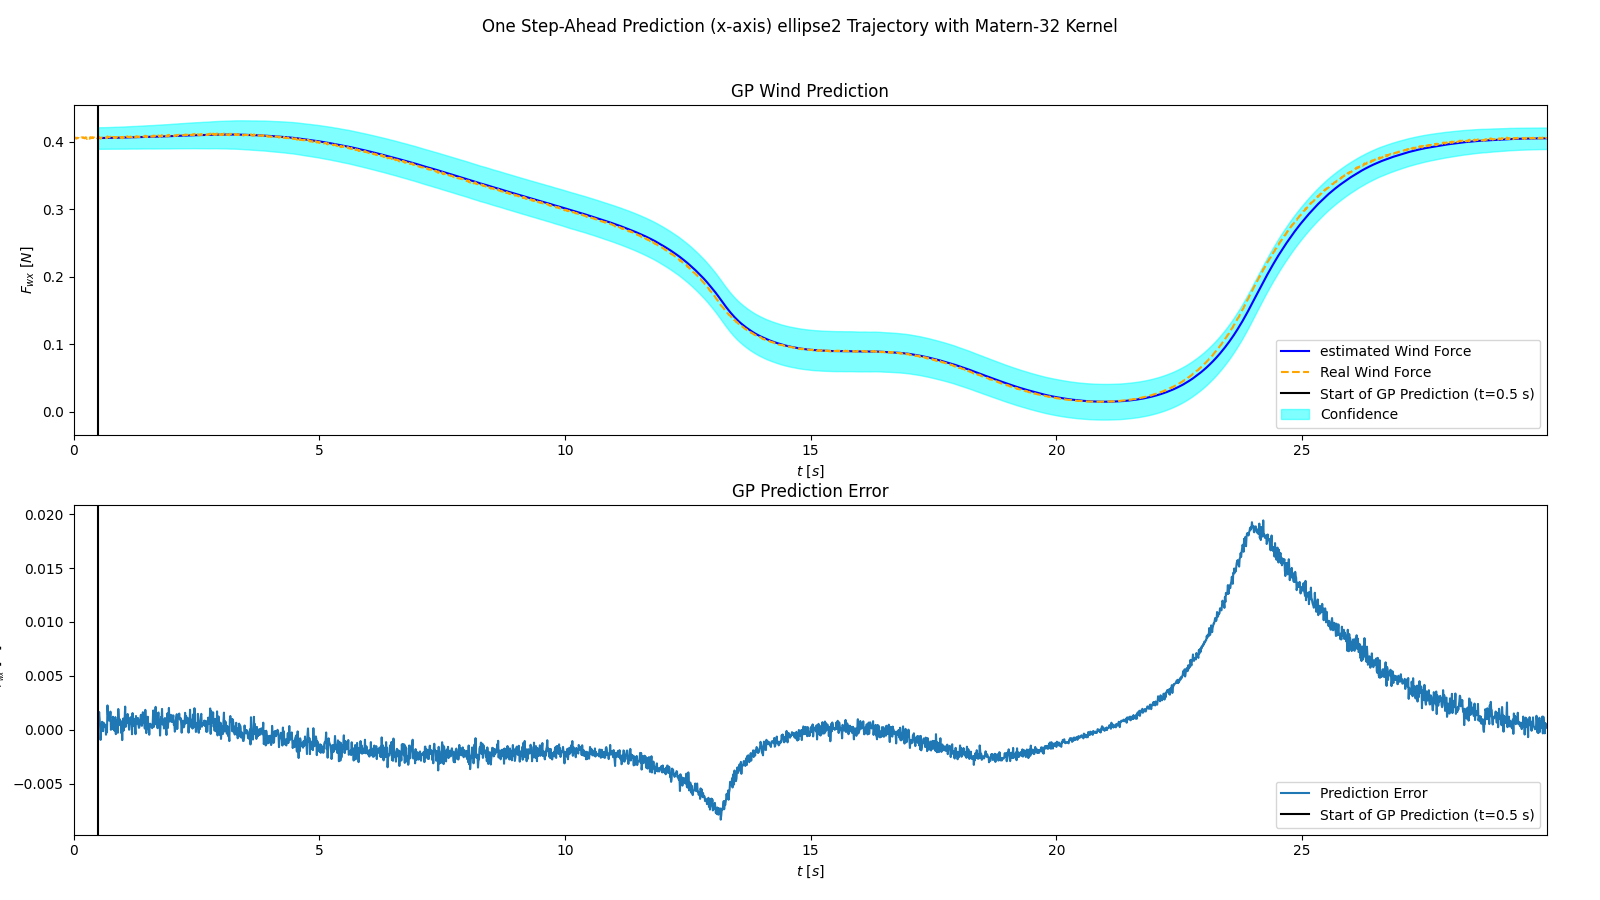 One Step-Ahead Prediction (x-axis) ellipse2 Trajectory with Matern-32 Kernel
GP Wind Prediction
0.4
0.3
0.2
0.1
0.0
F_wx [N]
estimated Wind Force
Real Wind Force
Start of GP Prediction (t=0.5 s)
Confidence
0 5 10 15 20 25
t [s]
GP Prediction Error
0.020
0.015
0.010
0.005
0.000
−0.005
Prediction Error
Start of GP Prediction (t=0.5 s)
0 5 10 15 20 25
t [s]